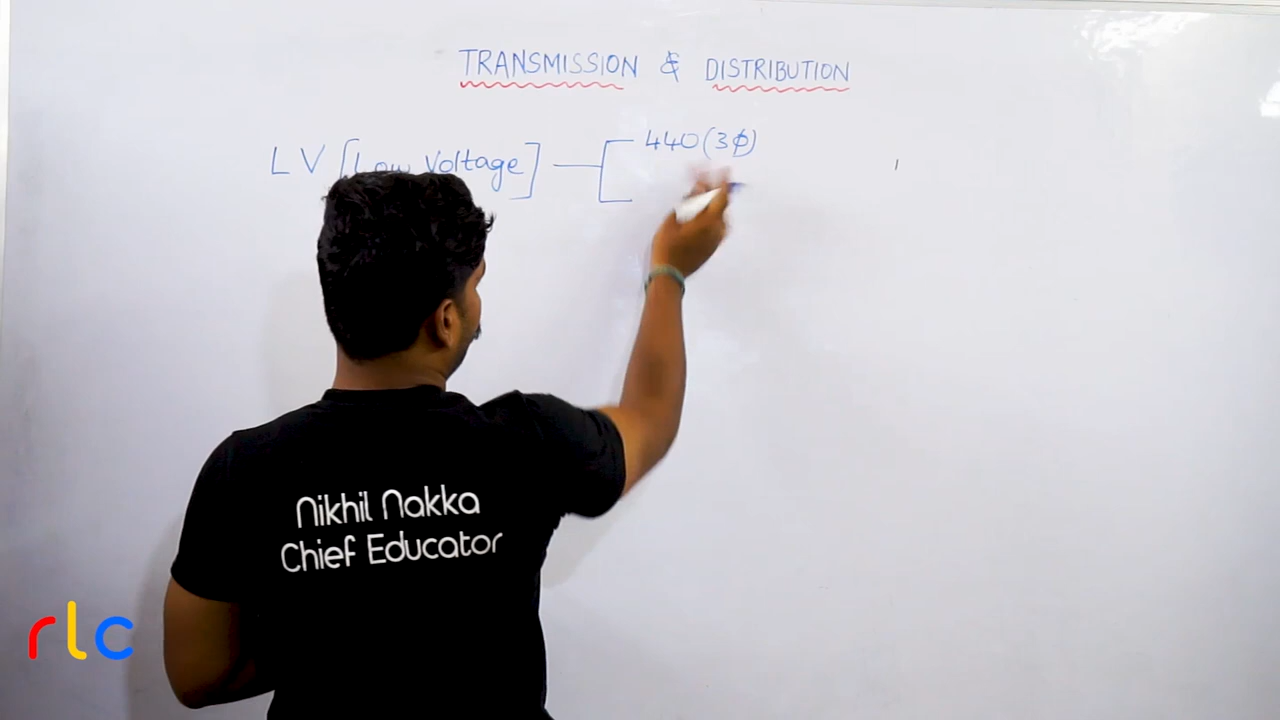 TRANSMISSION & DISTRIBUTION
LV [Low Voltage] 440(3ϕ)
Nikhil Nakka
Chief Educator
rlc